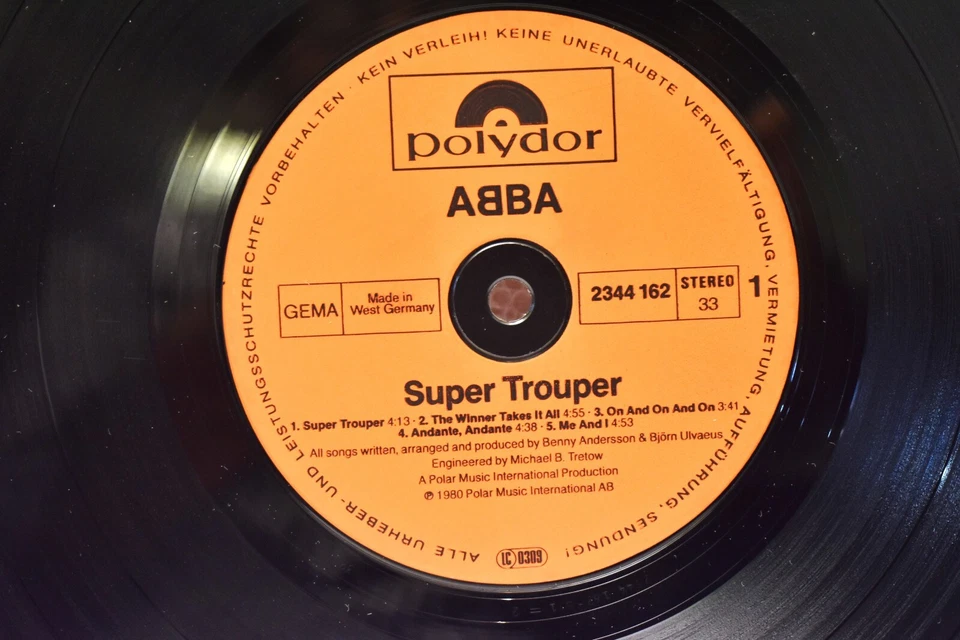 ALLE URHEBER- UND LEISTUNGSSCHUTZRECHTE VORBEHALTEN · KEIN VERLEIH! KEINE UNERLAUBTE VERVIELFÄLTIGUNG, VERMIETUNG, AUFFÜHRUNG, SENDUNG!
polydor
ABBA
GEMA
Made in
West Germany
2344 162
STEREO
33
1
Super Trouper
1. Super Trouper 4:13 · 2. The Winner Takes It All 4:55 · 3. On And On And On 3:41
4. Andante, Andante 4:38 · 5. Me And I 4:53
All songs written, arranged and produced by Benny Andersson & Björn Ulvaeus
Engineered by Michael B. Tretow
A Polar Music International Production
℗ 1980 Polar Music International AB
LC 0309